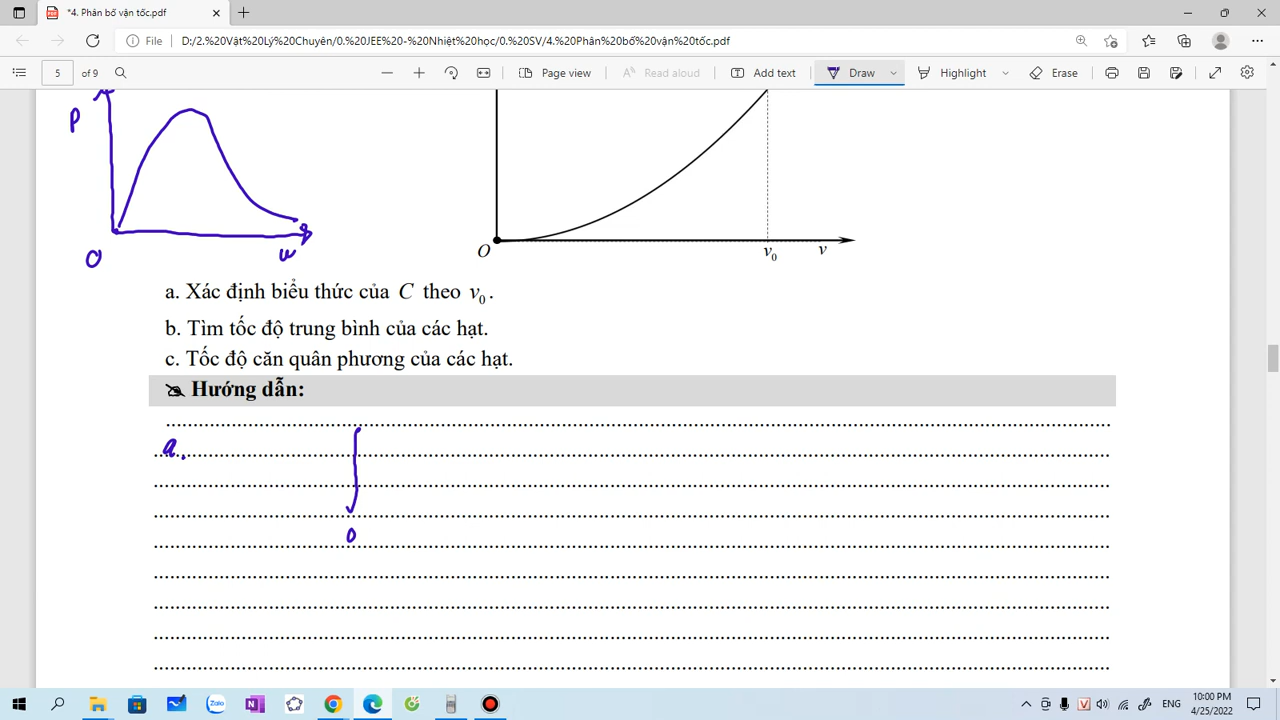 *4. Phân bố vận tốc.pdf
File D:/2.%20Vật%20Lý%20Chuyên/0.%20JEE%20-%20Nhiệt%20học/0.%20SV/4.%20Phân%20bố%20vận%20tốc.pdf
5 of 9 Page view Read aloud Add text Draw Highlight Erase
P
O v
O v₀ v
a. Xác định biểu thức của C theo v₀.
b. Tìm tốc độ trung bình của các hạt.
c. Tốc độ căn quân phương của các hạt.
Hướng dẫn:
a.
∫
0
Zalo N V ENG 10:00 PM
4/25/2022